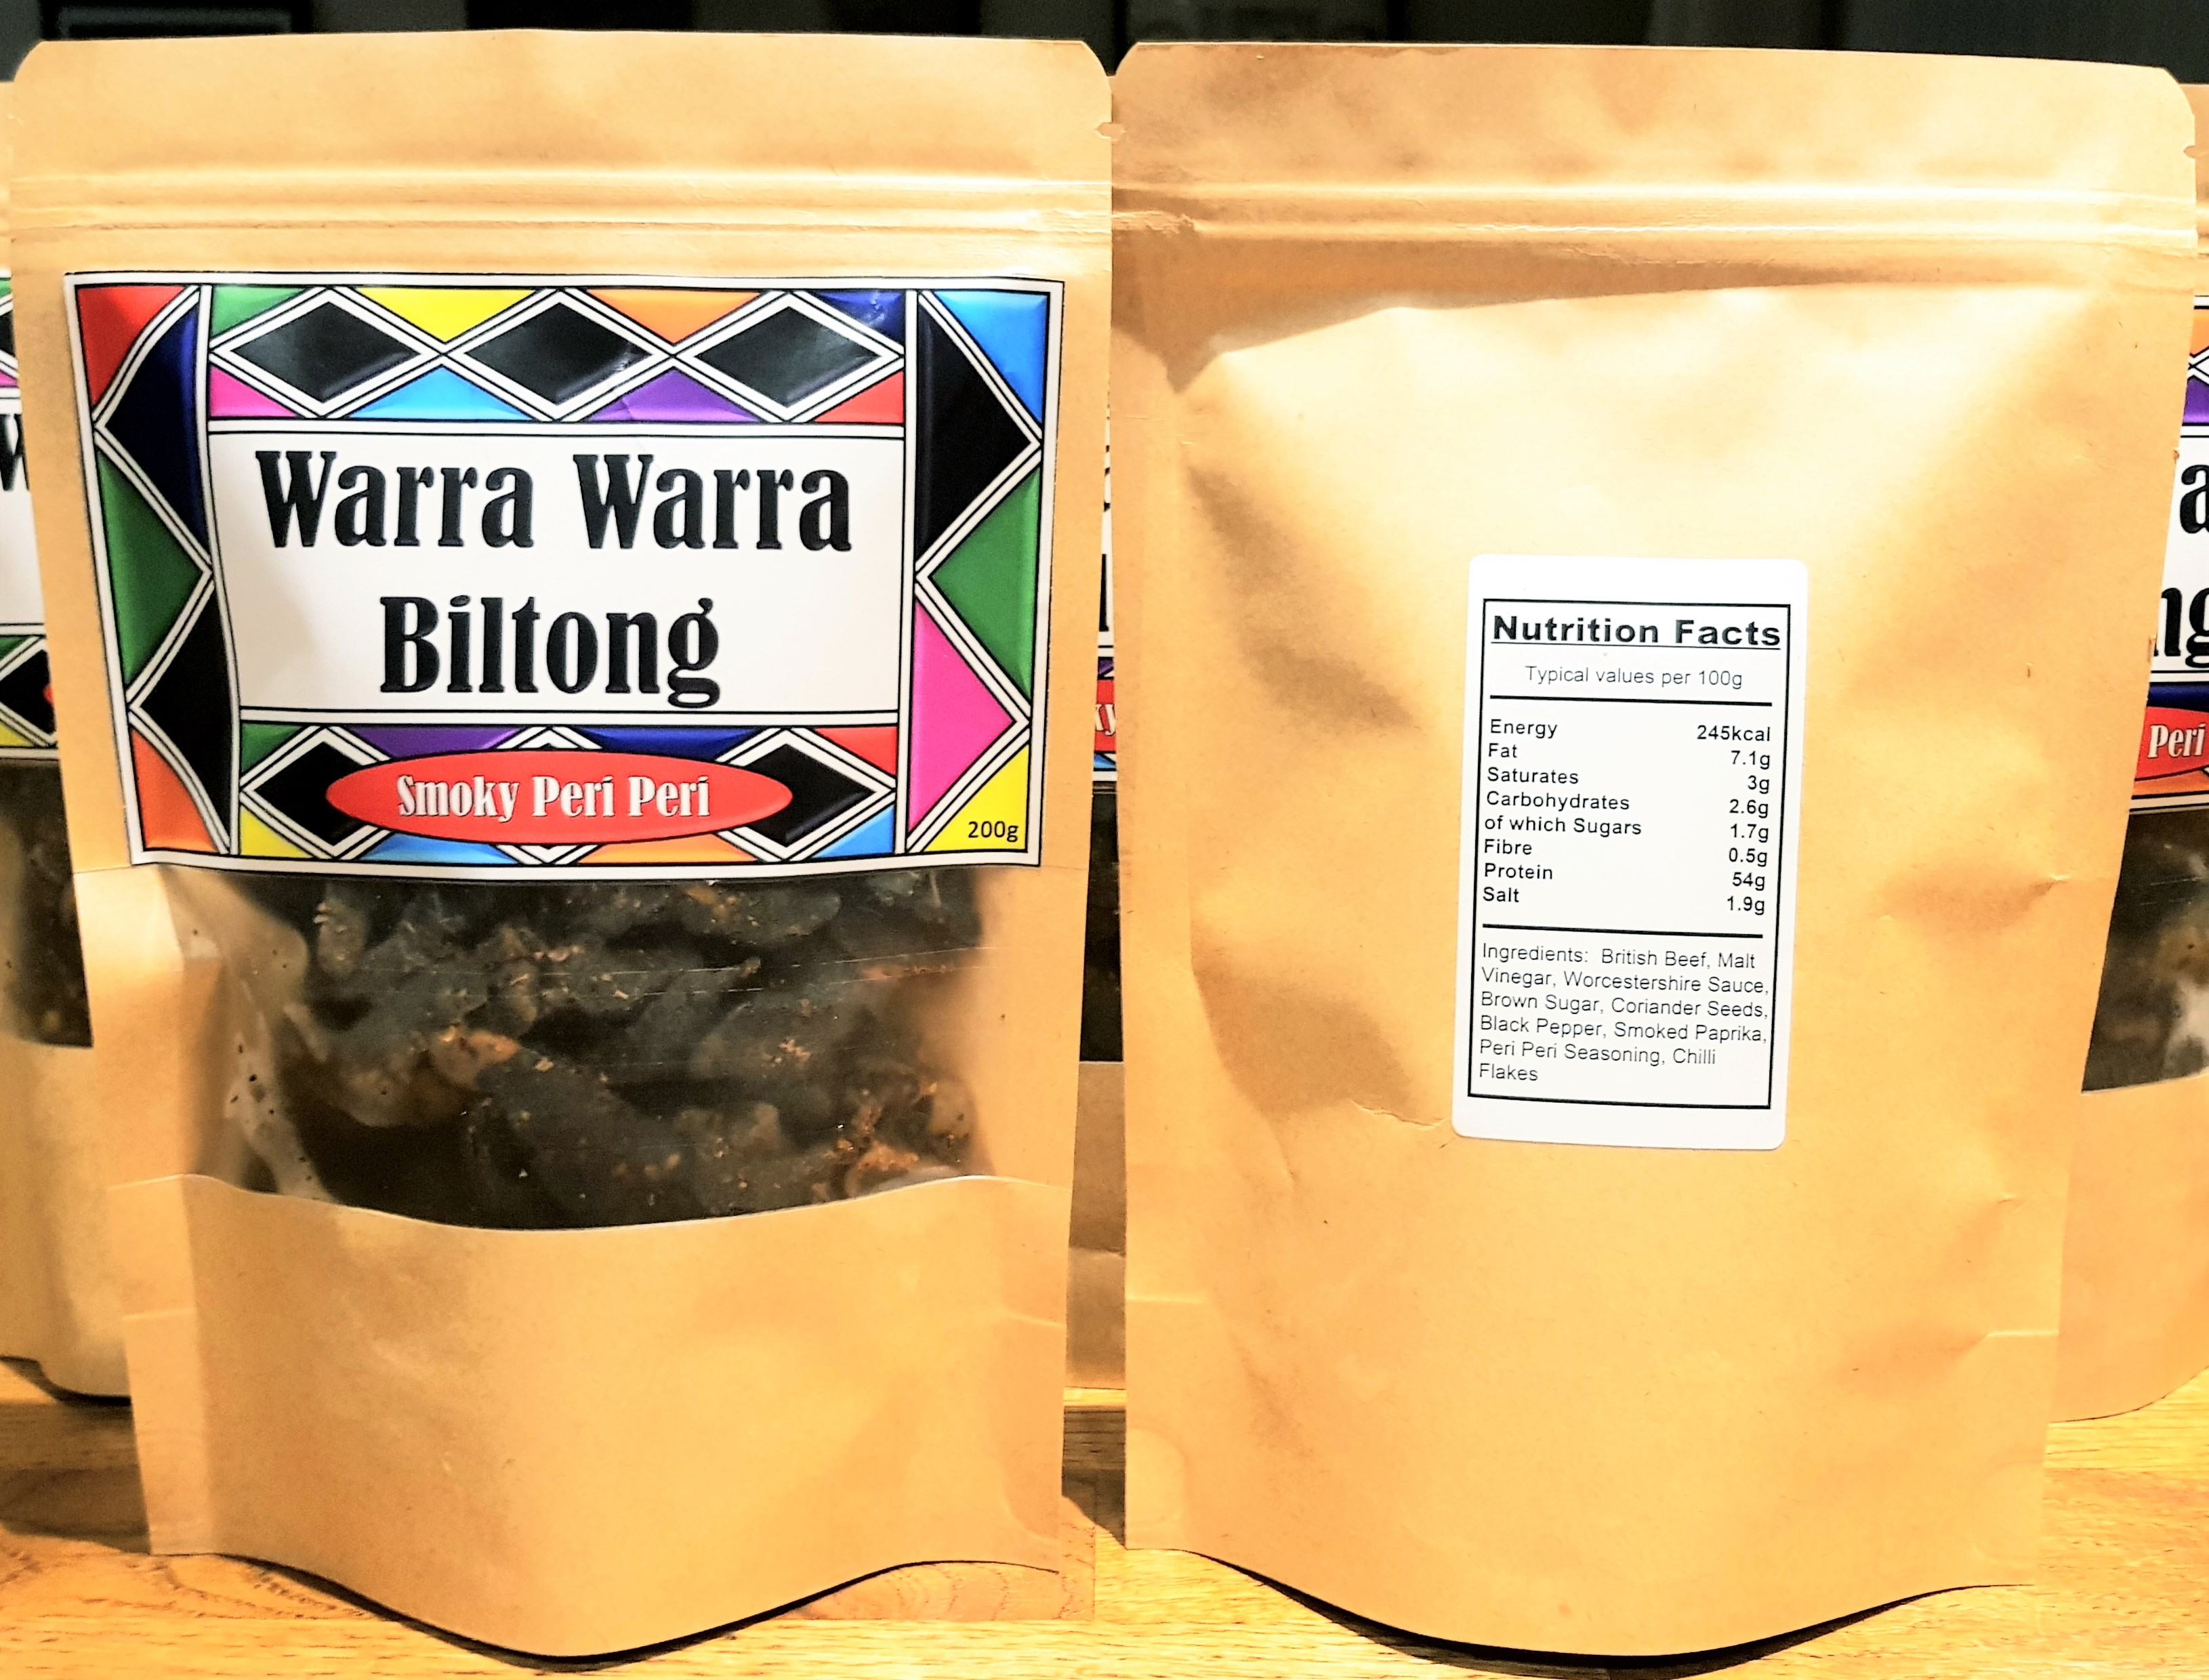 Warra Warra
Biltong
Smoky Peri Peri
200g
Nutrition Facts
Typical values per 100g
Energy 245kcal
Fat 7.1g
Saturates 3g
Carbohydrates 2.6g
of which Sugars 1.7g
Fibre 0.5g
Protein 54g
Salt 1.9g
Ingredients: British Beef, Malt
Vinegar, Worcestershire Sauce,
Brown Sugar, Coriander Seeds,
Black Pepper, Smoked Paprika,
Peri Peri Seasoning, Chilli
Flakes
Peri